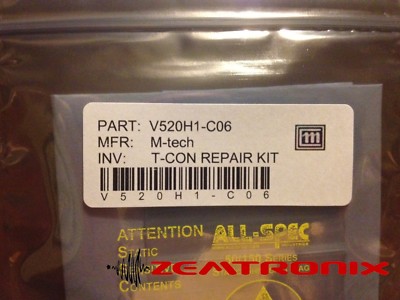 PART: V520H1-C06
MFR: M-tech
INV: T-CON REPAIR KIT
m
V520H1-C06
ATTENTION ALL-SPEC
STATIC
ZEATRONIX
CONTENTS